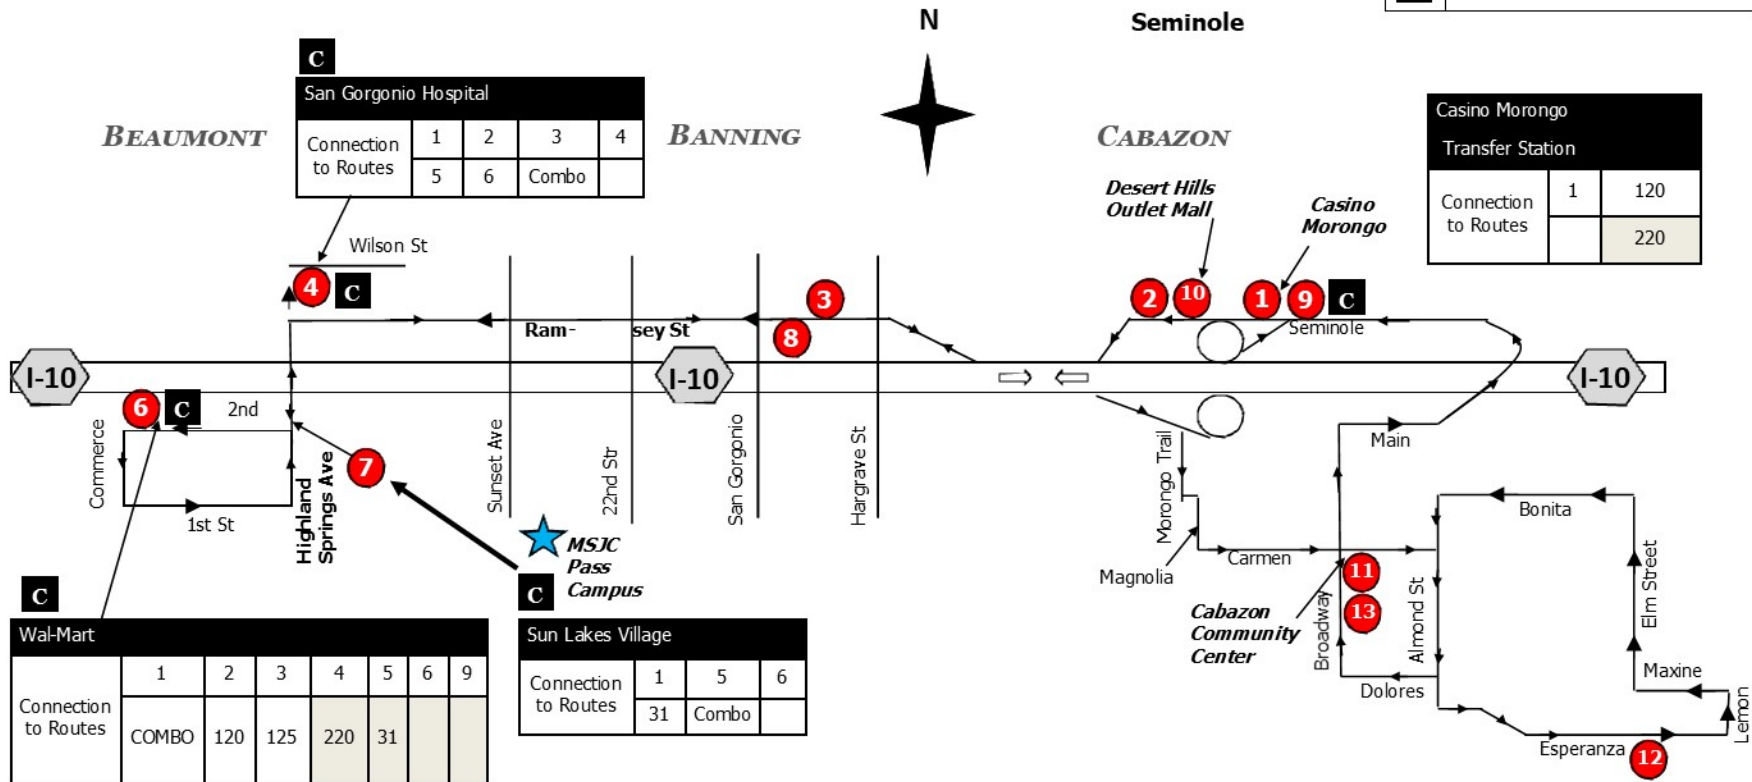 N
Seminole
C
San Gorgonio Hospital
Connection to Routes 1 2 3 4
5 6 Combo
BEAUMONT
BANNING
CABAZON
Casino Morongo
Transfer Station
Connection to Routes 1 120
220
Desert Hills
Outlet Mall
Casino
Morongo
Wilson St
4 C
3
2 10 1 9 C
Ram- sey St
8
Seminole
I-10
I-10
I-10
6 C
2nd
Commerce
1st St
Highland
Springs Ave
7
Sunset Ave
22nd Str
San Gorgonio
Hargrave St
Morongo Trail
Main
Magnolia
Carmen
11
13
Cabazon
Community
Center
Broadway
Almond St
Dolores
Bonita
Elm Street
Maxine
Lemon
Esperanza
12
MSJC
Pass
Campus
C
Wal-Mart
Connection to Routes 1 2 3 4 5 6 9
COMBO 120 125 220 31
C
Sun Lakes Village
Connection to Routes 1 5 6
31 Combo